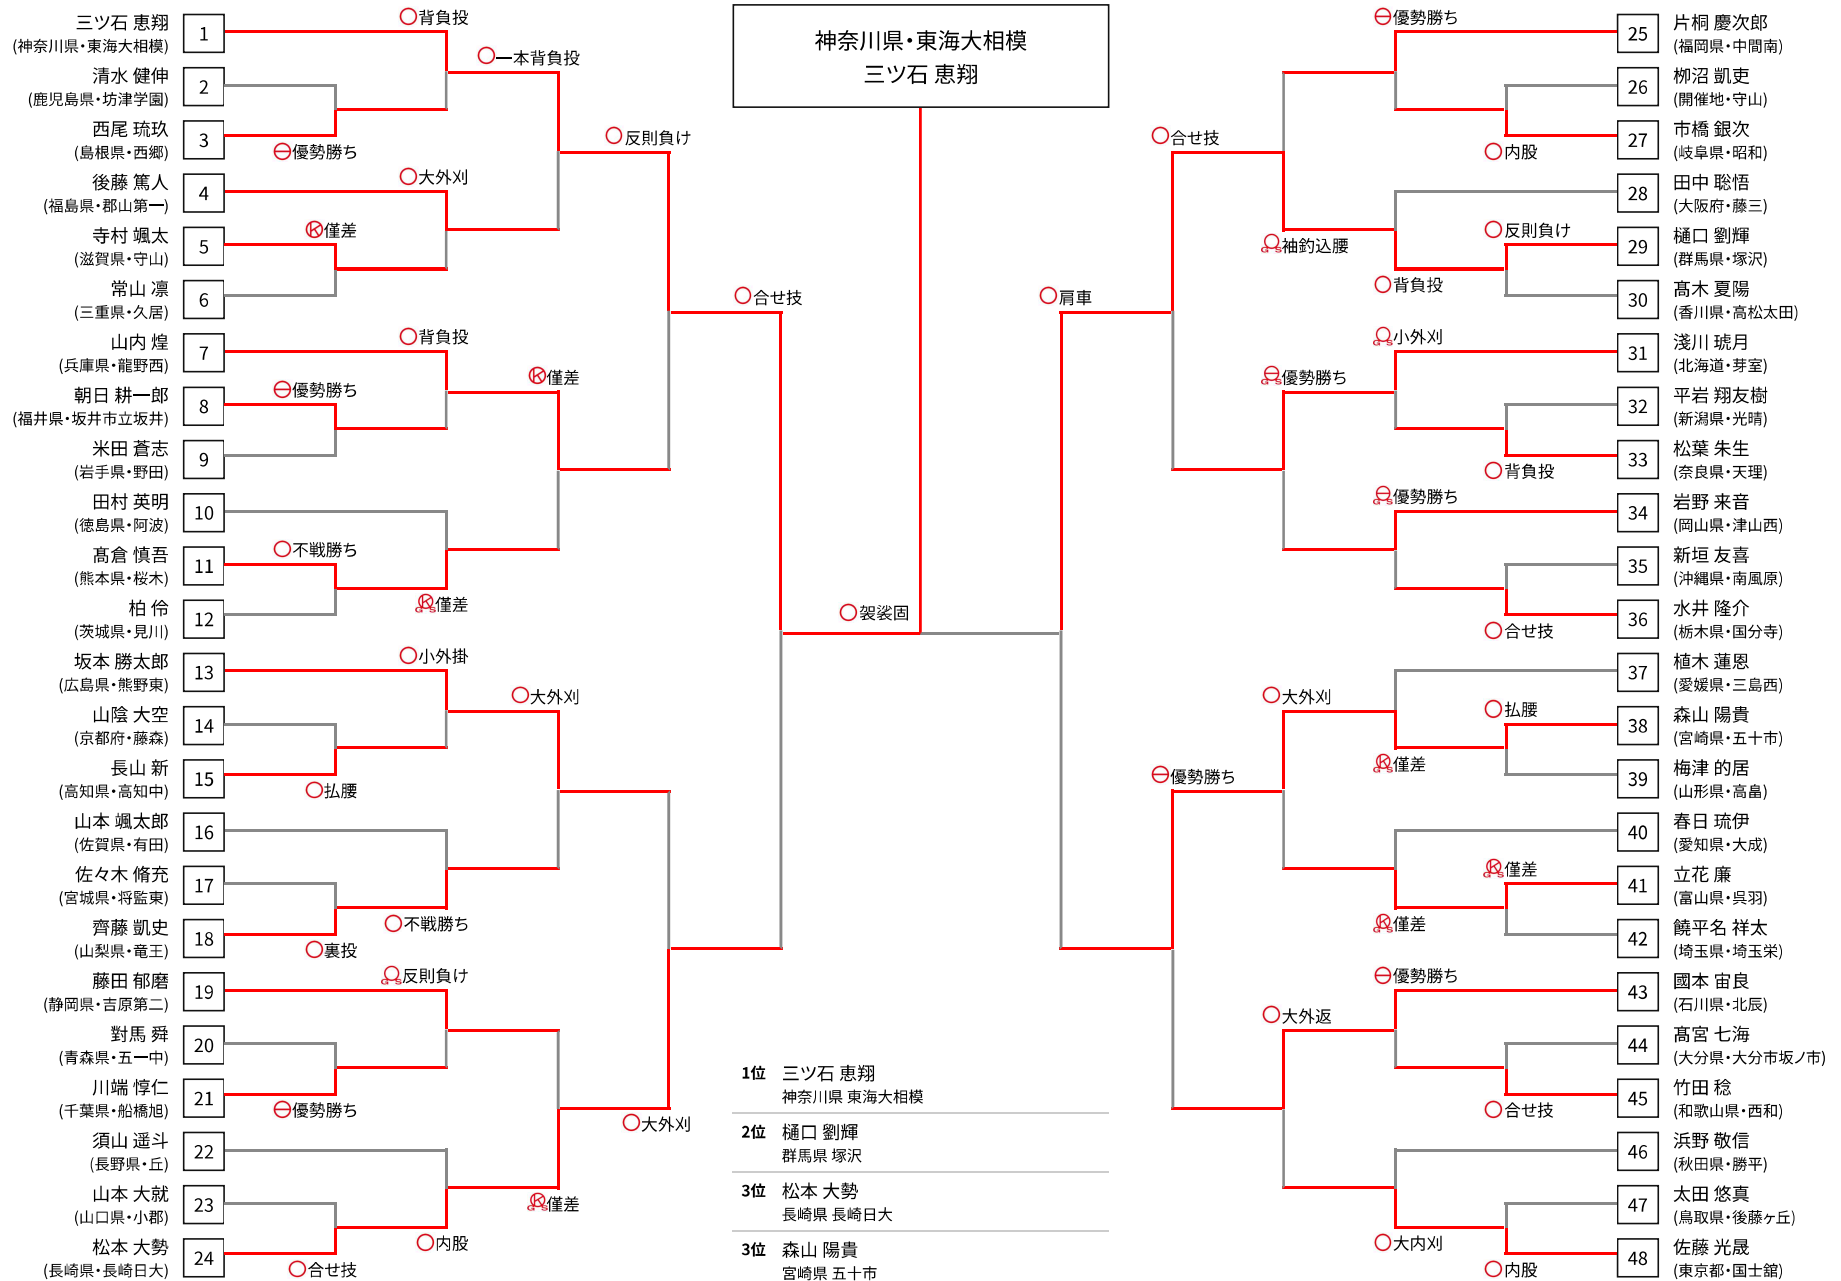 神奈川県・東海大相模
三ツ石 恵翔
三ツ石 恵翔
(神奈川県・東海大相模)
1
清水 健伸
(鹿児島県・坊津学園)
2
西尾 琉玖
(島根県・西郷)
3
後藤 篤人
(福島県・郡山第一)
4
寺村 颯太
(滋賀県・守山)
5
常山 凛
(三重県・久居)
6
山内 煌
(兵庫県・龍野西)
7
朝日 耕一郎
(福井県・坂井市立坂井)
8
米田 蒼志
(岩手県・野田)
9
田村 英明
(徳島県・阿波)
10
髙倉 慎吾
(熊本県・桜木)
11
柏 伶
(茨城県・見川)
12
坂本 勝太郎
(広島県・熊野東)
13
山陰 大空
(京都府・藤森)
14
長山 新
(高知県・高知中)
15
山本 颯太郎
(佐賀県・有田)
16
佐々木 脩充
(宮城県・将監東)
17
齊藤 凱史
(山梨県・竜王)
18
藤田 郁磨
(静岡県・吉原第二)
19
對馬 舜
(青森県・五一中)
20
川端 惇仁
(千葉県・船橋旭)
21
須山 遥斗
(長野県・丘)
22
山本 大就
(山口県・小郡)
23
松本 大勢
(長崎県・長崎日大)
24
背負投
一本背負投
優勢勝ち
反則負け
大外刈
K僅差
合せ技
背負投
K僅差
優勢勝ち
不戦勝ち
K GS 僅差
小外掛
大外刈
払腰
不戦勝ち
裏投
GS 反則負け
大外刈
優勢勝ち
K GS 僅差
内股
合せ技
袈裟固
優勢勝ち
合せ技
内股
GS 袖釣込腰
反則負け
背負投
肩車
GS 小外刈
GS 優勢勝ち
背負投
GS 優勢勝ち
合せ技
大外刈
払腰
K GS 僅差
優勢勝ち
K GS 僅差
K GS 僅差
優勢勝ち
大外返
合せ技
大内刈
内股
25
片桐 慶次郎
(福岡県・中間南)
26
栁沼 凱吏
(開催地・守山)
27
市橋 銀次
(岐阜県・昭和)
28
田中 聡悟
(大阪府・藤三)
29
樋口 劉輝
(群馬県・塚沢)
30
髙木 夏陽
(香川県・高松太田)
31
淺川 琥月
(北海道・芽室)
32
平岩 翔友樹
(新潟県・光晴)
33
松葉 朱生
(奈良県・天理)
34
岩野 来音
(岡山県・津山西)
35
新垣 友喜
(沖縄県・南風原)
36
水井 隆介
(栃木県・国分寺)
37
植木 蓮恩
(愛媛県・三島西)
38
森山 陽貴
(宮崎県・五十市)
39
梅津 的居
(山形県・高畠)
40
春日 琉伊
(愛知県・大成)
41
立花 廉
(富山県・呉羽)
42
饒平名 祥太
(埼玉県・埼玉栄)
43
國本 宙良
(石川県・北辰)
44
髙宮 七海
(大分県・大分市坂ノ市)
45
竹田 稔
(和歌山県・西和)
46
浜野 敬信
(秋田県・勝平)
47
太田 悠真
(鳥取県・後藤ヶ丘)
48
佐藤 光晟
(東京都・国士舘)
1位 三ツ石 恵翔
神奈川県 東海大相模
2位 樋口 劉輝
群馬県 塚沢
3位 松本 大勢
長崎県 長崎日大
3位 森山 陽貴
宮崎県 五十市